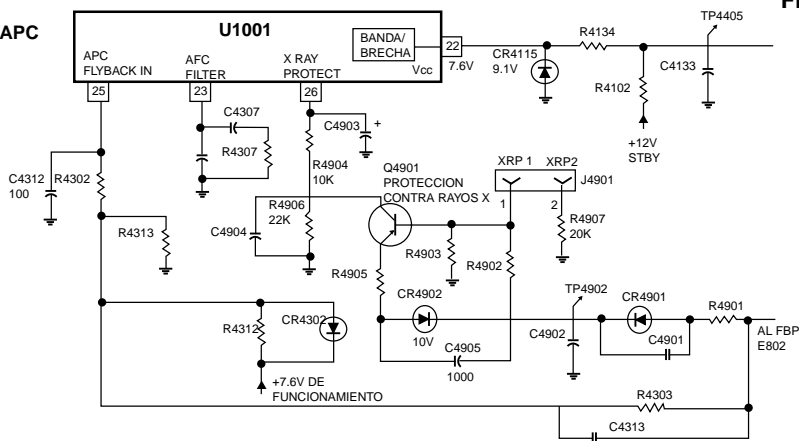 APC
U1001
APC
FLYBACK IN
AFC
FILTER
X RAY
PROTECT
BANDA/
BRECHA
Vcc
22
7.6V
25
23
26
CR4115
9.1V
R4134
TP4405
R4102
C4133
+12V
STBY
C4307
R4307
C4903
+
R4904
10K
C4312
100
R4302
R4313
C4904
R4906
22K
Q4901
PROTECCION
CONTRA RAYOS X
XRP 1
XRP2
J4901
1
2
R4907
20K
R4903
R4902
R4905
CR4902
10V
TP4902
C4902
CR4901
R4901
C4901
AL FBP
E802
R4312
CR4302
C4905
1000
+7.6V DE
FUNCIONAMIENTO
R4303
C4313